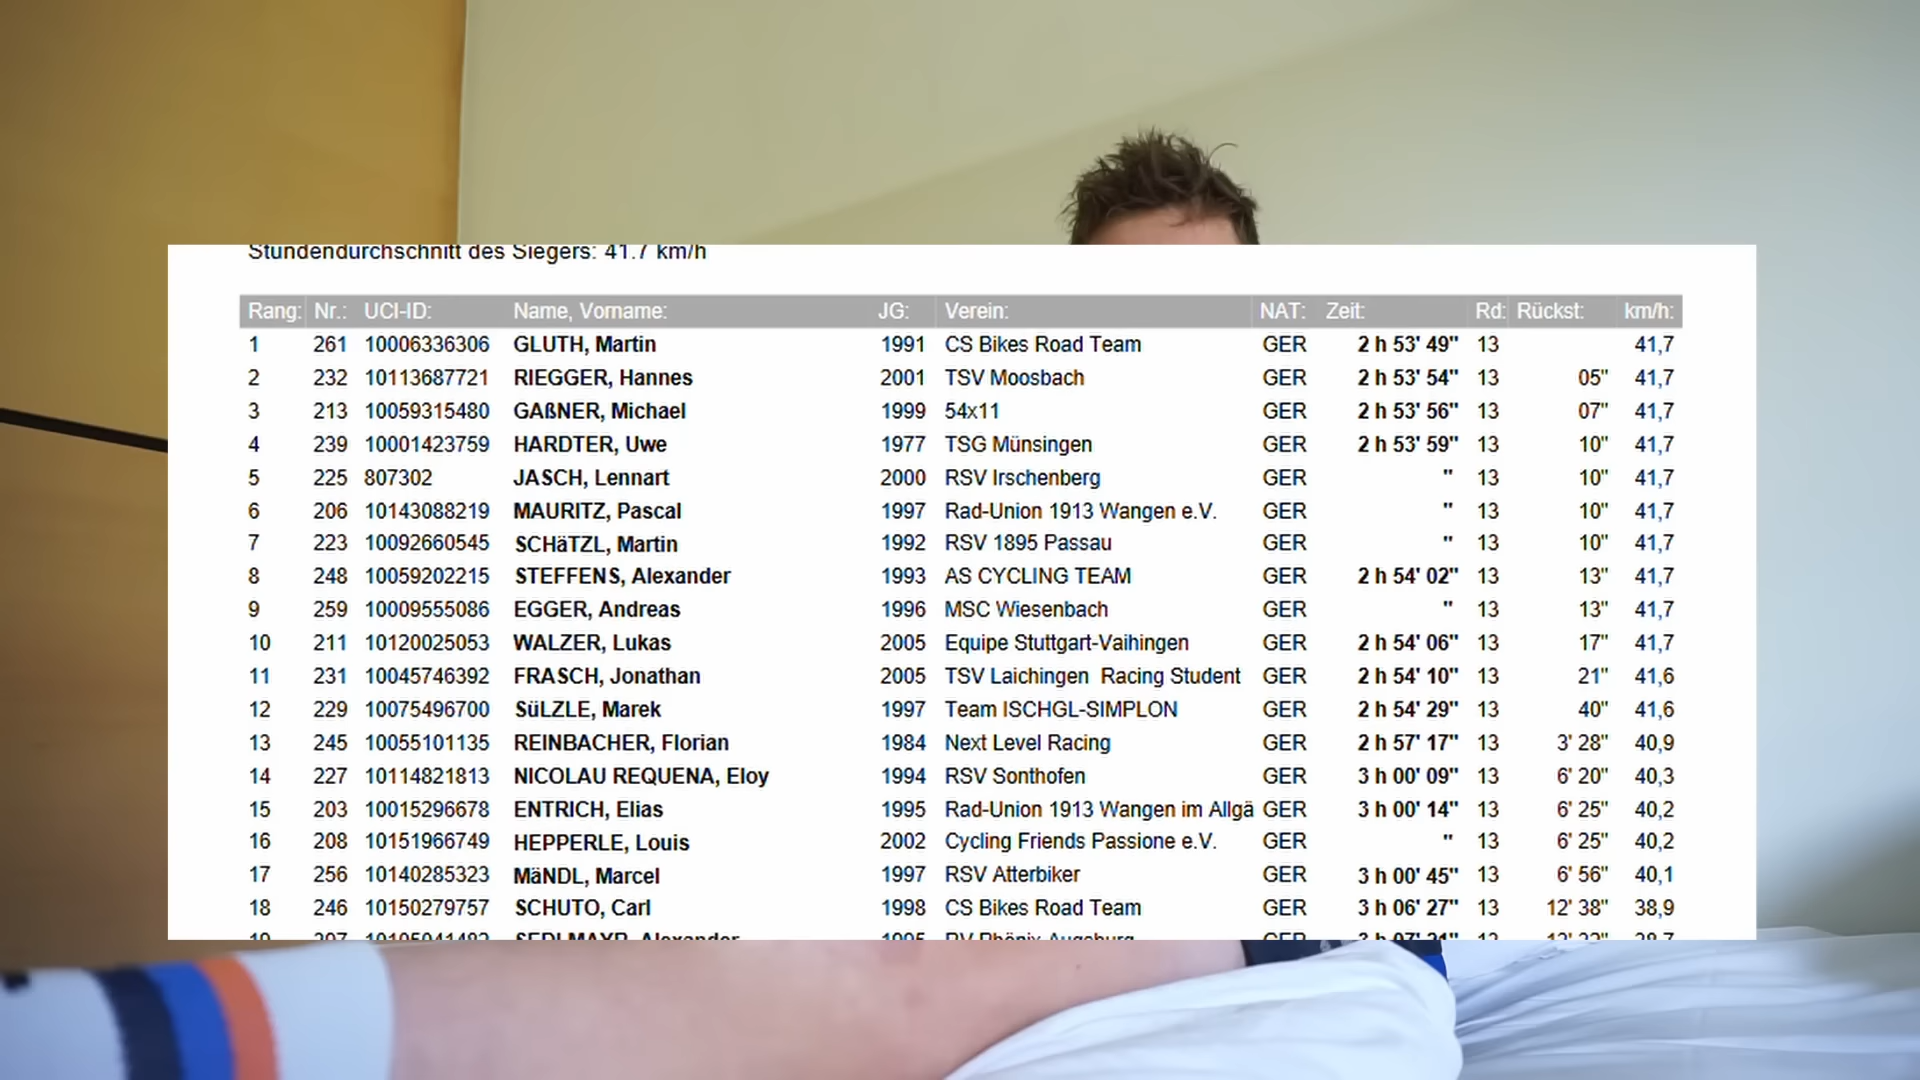 Stundendurchschnitt des Siegers: 41.7 km/h
Rang: Nr.: UCI-ID: Name, Vorname: JG: Verein: NAT: Zeit: Rd: Rückst: km/h:
1 261 10006336306 GLUTH, Martin 1991 CS Bikes Road Team GER 2 h 53' 49" 13 41,7
2 232 10113687721 RIEGGER, Hannes 2001 TSV Moosbach GER 2 h 53' 54" 13 05" 41,7
3 213 10059315480 GAßNER, Michael 1999 54x11 GER 2 h 53' 56" 13 07" 41,7
4 239 10001423759 HARDTER, Uwe 1977 TSG Münsingen GER 2 h 53' 59" 13 10" 41,7
5 225 807302 JASCH, Lennart 2000 RSV Irschenberg GER " 13 10" 41,7
6 206 10143088219 MAURITZ, Pascal 1997 Rad-Union 1913 Wangen e.V. GER " 13 10" 41,7
7 223 10092660545 SCHäTZL, Martin 1992 RSV 1895 Passau GER " 13 10" 41,7
8 248 10059202215 STEFFENS, Alexander 1993 AS CYCLING TEAM GER 2 h 54' 02" 13 13" 41,7
9 259 10009555086 EGGER, Andreas 1996 MSC Wiesenbach GER " 13 13" 41,7
10 211 10120025053 WALZER, Lukas 2005 Equipe Stuttgart-Vaihingen GER 2 h 54' 06" 13 17" 41,7
11 231 10045746392 FRASCH, Jonathan 2005 TSV Laichingen Racing Student GER 2 h 54' 10" 13 21" 41,6
12 229 10075496700 SüLZLE, Marek 1997 Team ISCHGL-SIMPLON GER 2 h 54' 29" 13 40" 41,6
13 245 10055101135 REINBACHER, Florian 1984 Next Level Racing GER 2 h 57' 17" 13 3' 28" 40,9
14 227 10114821813 NICOLAU REQUENA, Eloy 1994 RSV Sonthofen GER 3 h 00' 09" 13 6' 20" 40,3
15 203 10015296678 ENTRICH, Elias 1995 Rad-Union 1913 Wangen im Allgä GER 3 h 00' 14" 13 6' 25" 40,2
16 208 10151966749 HEPPERLE, Louis 2002 Cycling Friends Passione e.V. GER " 13 6' 25" 40,2
17 256 10140285323 MäNDL, Marcel 1997 RSV Atterbiker GER 3 h 00' 45" 13 6' 56" 40,1
18 246 10150279757 SCHUTO, Carl 1998 CS Bikes Road Team GER 3 h 06' 27" 13 12' 38" 38,9
19 SEDLMAYR, Alexander 1995 RV Phönix Augsburg